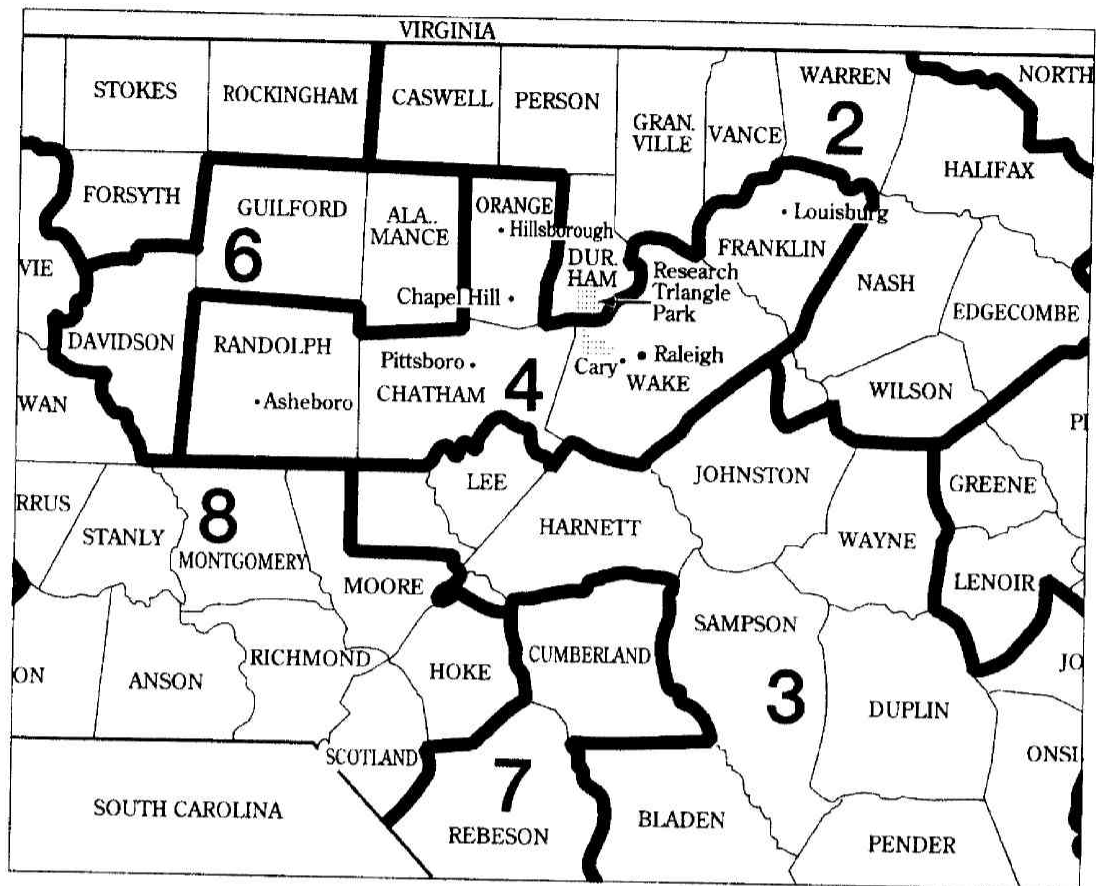 VIRGINIA
STOKES
ROCKINGHAM
CASWELL
PERSON
GRAN.
VILLE
VANCE
WARREN
2
NORTH
HALIFAX
FORSYTH
GUILFORD
6
ALA..
MANCE
ORANGE
Hillsborough
DUR.
HAM
Research
Triangle
Park
Louisburg
FRANKLIN
NASH
EDGECOMBE
VIE
Chapel Hill
DAVIDSON
RANDOLPH
Asheboro
Pittsboro
CHATHAM
4
Cary
Raleigh
WAKE
WILSON
WAN
PI
RRUS
STANLY
8
MONTGOMERY
MOORE
LEE
HARNETT
JOHNSTON
WAYNE
GREENE
LENOIR
ON
ANSON
RICHMOND
SCOTLAND
HOKE
CUMBERLAND
SAMPSON
3
DUPLIN
JO
ONSL
SOUTH CAROLINA
7
REBESON
BLADEN
PENDER